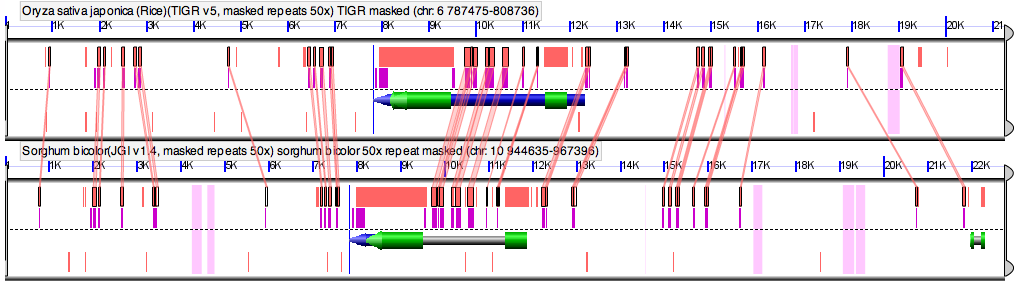 Oryza sativa japonica (Rice)(TIGR v5, masked repeats 50x) TIGR masked (chr: 6 787475-808736)
1K 2K 3K 4K 5K 6K 7K 8K 9K 10K 11K 12K 13K 14K 15K 16K 17K 18K 19K 20K 21
Sorghum bicolor(JGI v1.4, masked repeats 50x) sorghum bicolor 50x repeat masked (chr: 10 944635-967396)
1K 2K 3K 4K 5K 6K 7K 8K 9K 10K 11K 12K 13K 14K 15K 16K 17K 18K 19K 20K 21K 22K